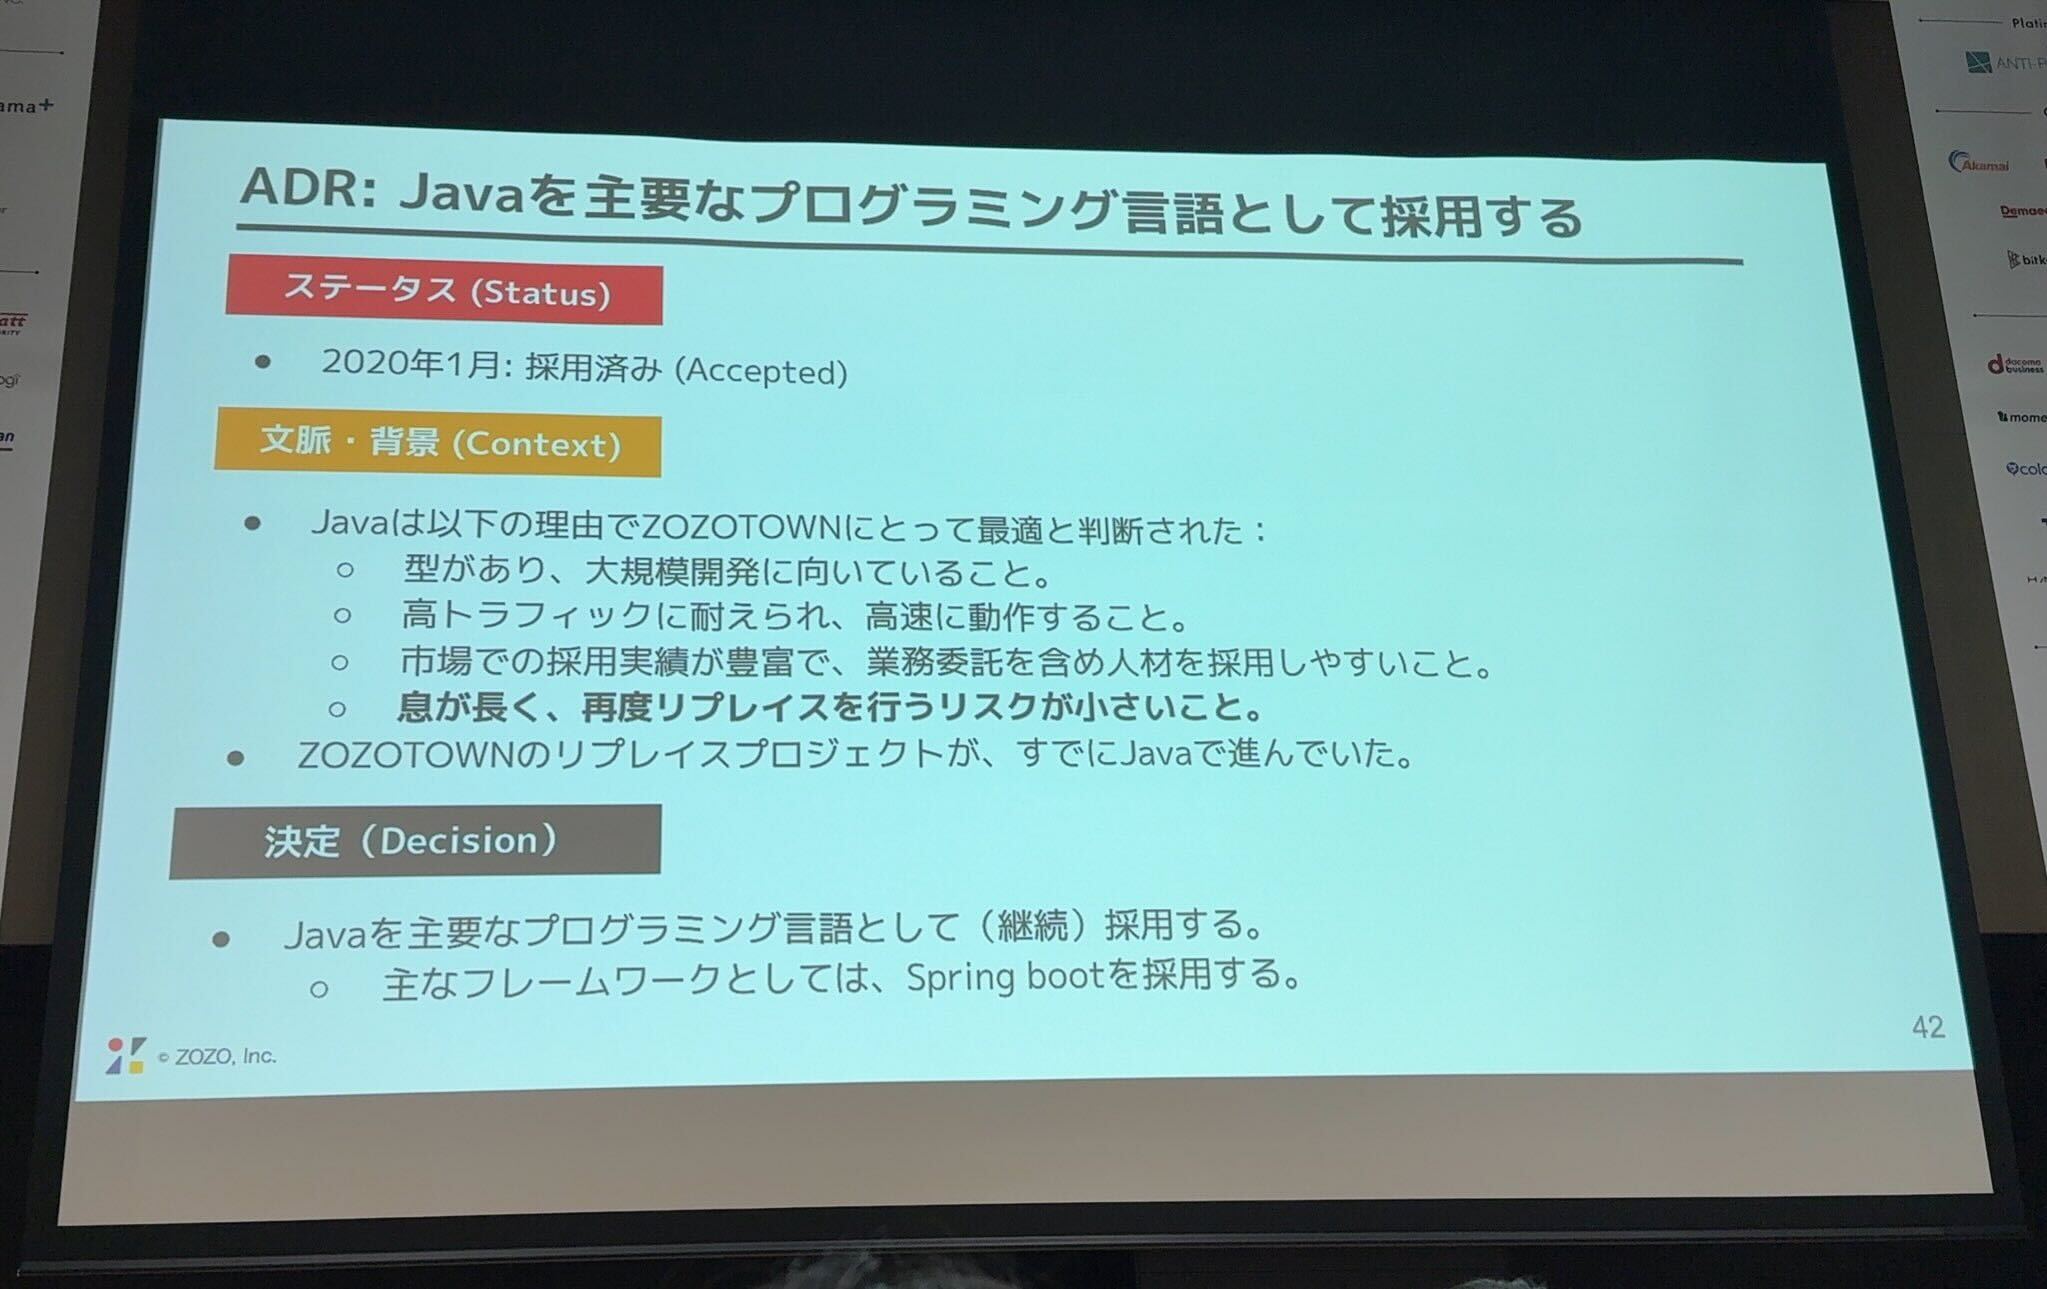 ADR: Javaを主要なプログラミング言語として採用する
ステータス (Status)
● 2020年1月: 採用済み (Accepted)
文脈・背景 (Context)
● Javaは以下の理由でZOZOTOWNにとって最適と判断された：
○ 型があり、大規模開発に向いていること。
○ 高トラフィックに耐えられ、高速に動作すること。
○ 市場での採用実績が豊富で、業務委託を含め人材を採用しやすいこと。
○ 息が長く、再度リプレイスを行うリスクが小さいこと。
● ZOZOTOWNのリプレイスプロジェクトが、すでにJavaで進んでいた。
決定（Decision）
● Javaを主要なプログラミング言語として（継続）採用する。
○ 主なフレームワークとしては、Spring bootを採用する。
© ZOZO, Inc.
42
Akamai
docomo
business